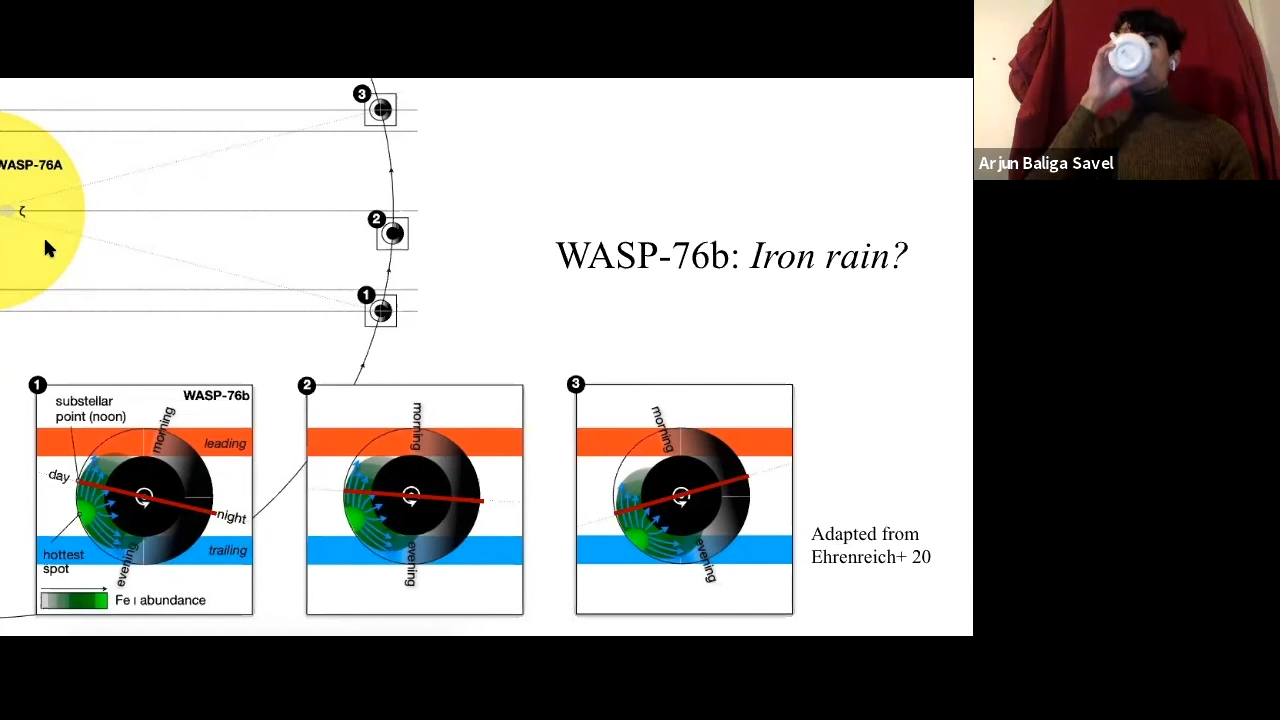 3
WASP-76A
ζ
2
1
WASP-76b: Iron rain?
Arjun Baliga Savel
1
WASP-76b
substellar
point (noon)
morning
leading
day
night
hottest
spot
evening
trailing
Fe I abundance
2
morning
evening
3
morning
evening
Adapted from
Ehrenreich+ 20